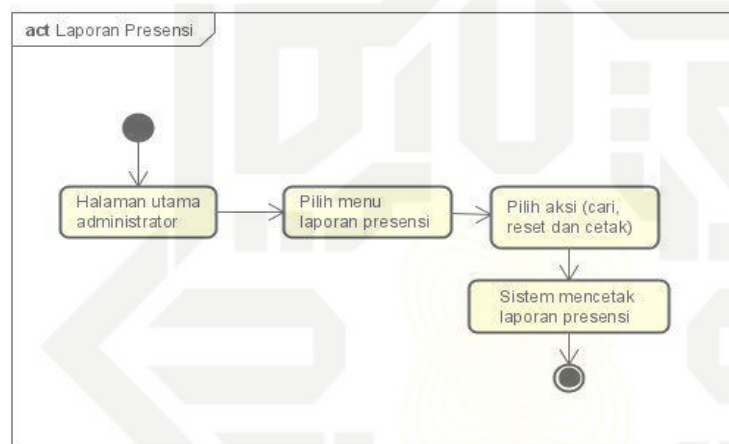 act Laporan Presensi
Halaman utama
administrator
Pilih menu
laporan presensi
Pilih aksi (cari,
reset dan cetak)
Sistem mencetak
laporan presensi